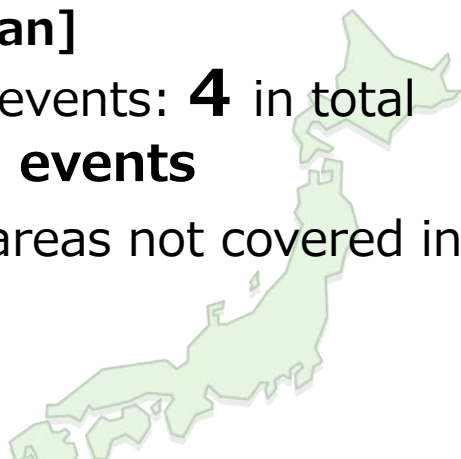 an]
events: 4 in total
events
areas not covered in